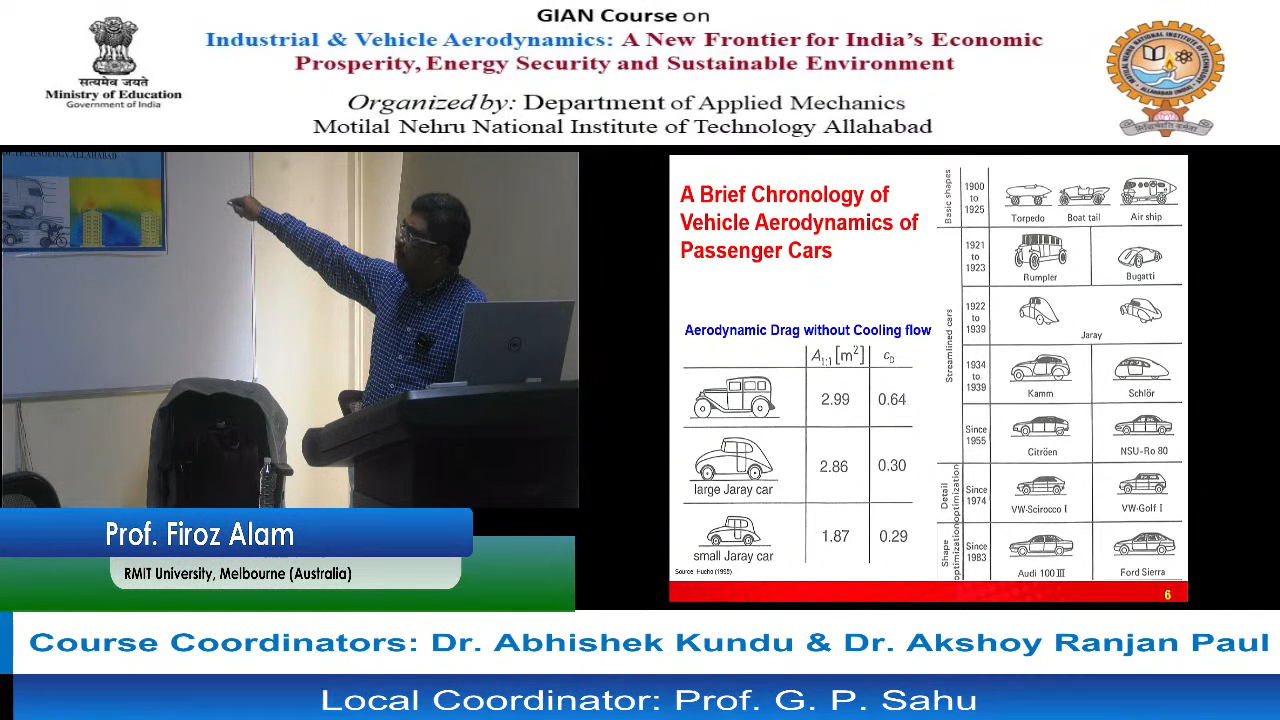 GIAN Course on
Industrial & Vehicle Aerodynamics: A New Frontier for India's Economic
Prosperity, Energy Security and Sustainable Environment
Organized by: Department of Applied Mechanics
Motilal Nehru National Institute of Technology Allahabad
सत्यमेव जयते
Ministry of Education
Government of India
OF TECHNOLOGY ALLAHABAD
A Brief Chronology of
Vehicle Aerodynamics of
Passenger Cars
Aerodynamic Drag without Cooling flow
A1:1 [m²] cD
2.99 0.64
2.86 0.30
large Jaray car
1.87 0.29
small Jaray car
Source: Hucho (1998)
Basic shapes
1900
to
1925
Torpedo Boat tail Air ship
Streamlined cars
1921
to
1923
Rumpler Bugatti
1922
to
1939
Jaray
1934
to
1939
Kamm Schlör
Since
1955
Citröen NSU-Ro 80
Detail
optimization
Since
1974
VW-Scirocco I VW-Golf I
Shape
optimization
Since
1983
Audi 100 III Ford Sierra
6
Prof. Firoz Alam
RMIT University, Melbourne (Australia)
Course Coordinators: Dr. Abhishek Kundu & Dr. Akshoy Ranjan Paul
Local Coordinator: Prof. G. P. Sahu